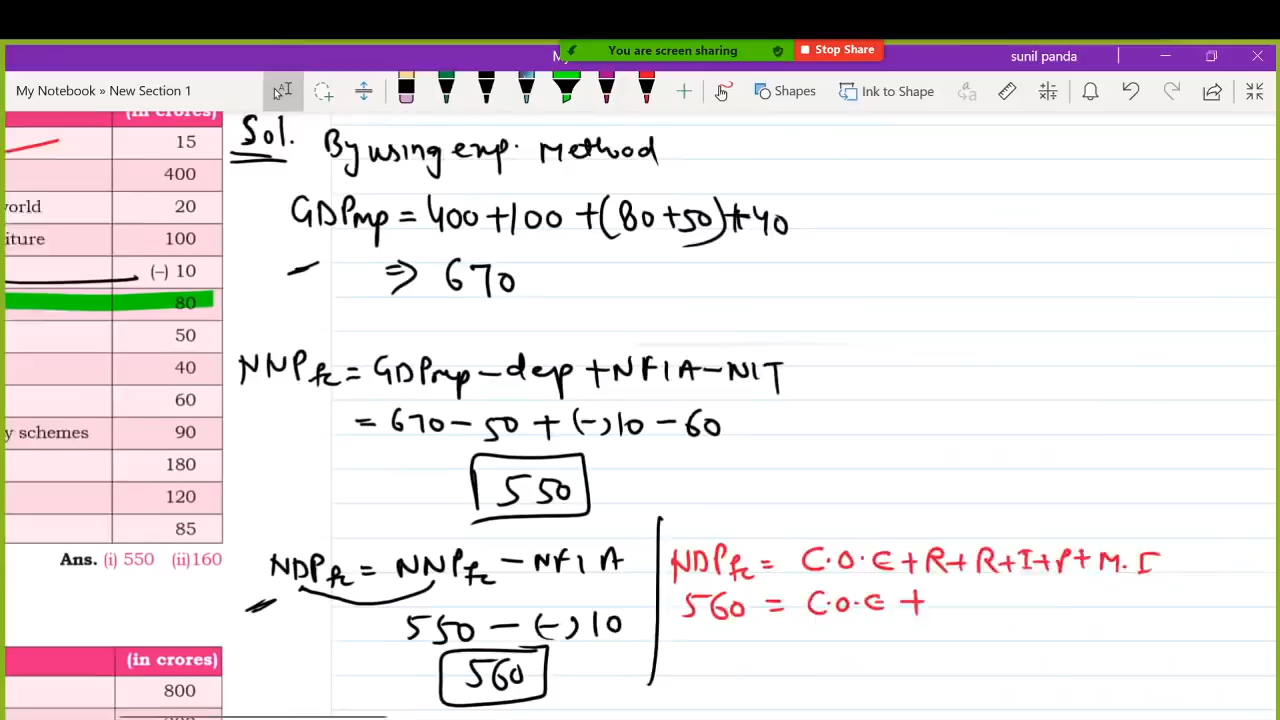 You are screen sharing
Stop Share
My
sunil panda
My Notebook » New Section 1
Shapes
Ink to Shape
(in crores)
15
400
vorld 20
iture 100
(–) 10
80
50
40
60
y schemes 90
180
120
85
Ans. (i) 550 (ii)160
(in crores)
800
Sol. By using exp. Method
GDPmp = 400+100 +(80+50)+40
⇒ 670
NNPfc = GDPmp – dep +NFIA – NIT
= 670 – 50 + (–)10 – 60
550
NDPfc = NNPfc – NFIA
550 – (–)10
560
NDPfc = C.O.E + R + R + I + P + M.I
560 = C.O.E +